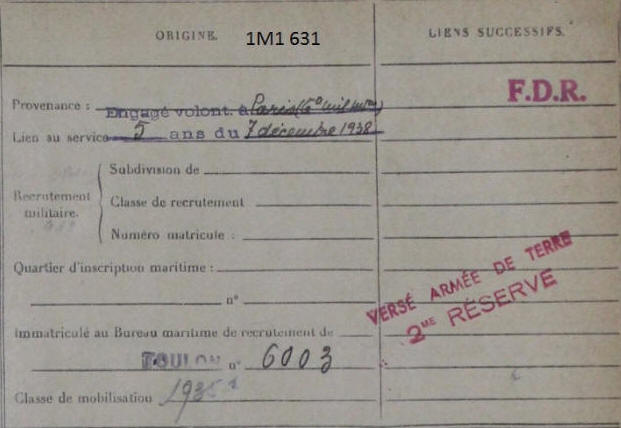 ORIGINE. 1M1 631
LIENS SUCCESSIFS.
F.D.R.
Provenance : Engagé volont. à Paris
Lien au service 5 ans du 7 décembre 1938
Recrutement militaire.
Subdivision de
Classe de recrutement
Numéro matricule :
Quartier d'inscription maritime :
n°
VERSÉ ARMÉE DE TERRE
2ME RÉSERVE
Immatriculé au Bureau maritime de recrutement de
TOULON n° 6003
Classe de mobilisation 1935